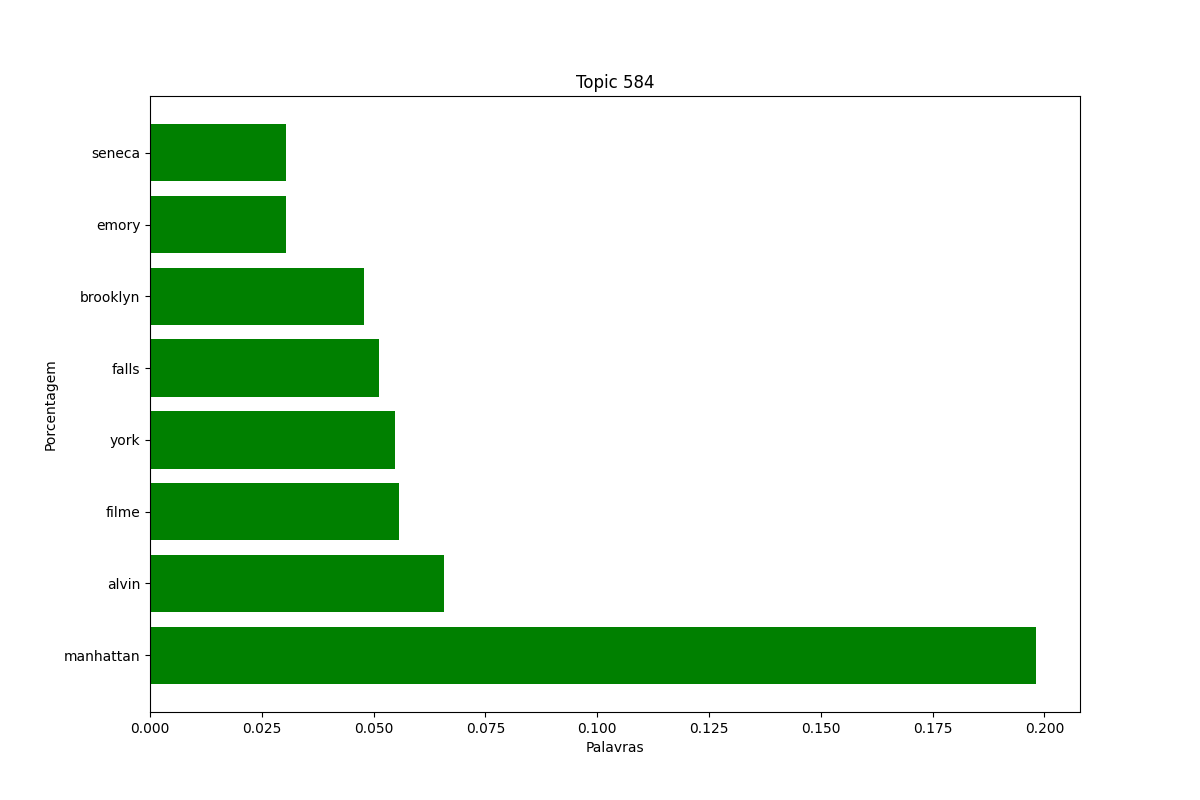 Topic 584
seneca
emory
brooklyn
falls
york
filme
alvin
manhattan
Porcentagem
0.000 0.025 0.050 0.075 0.100 0.125 0.150 0.175 0.200
Palavras